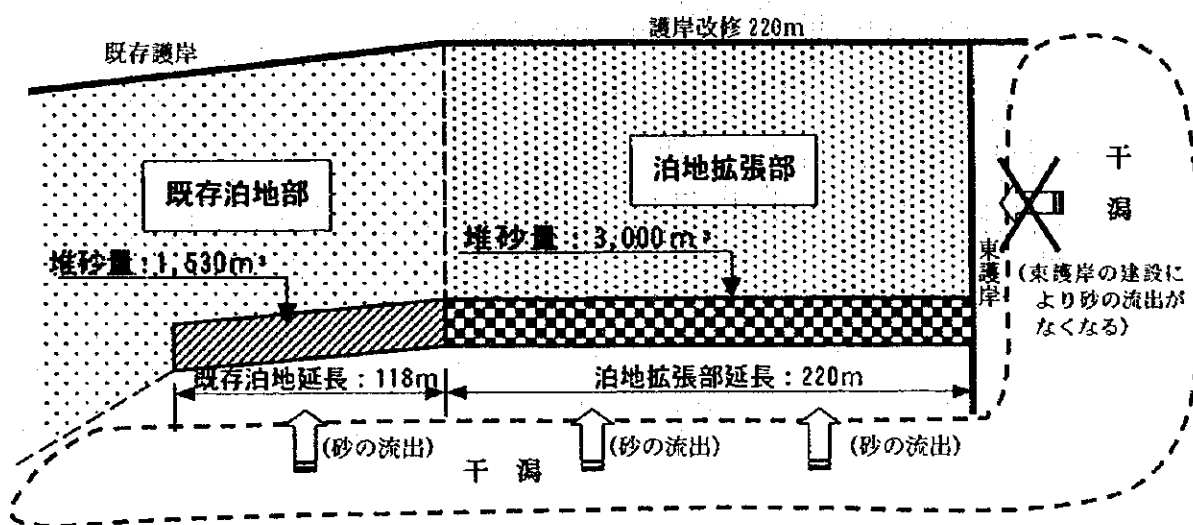 護岸改修 220m
既存護岸
既存泊地部
泊地拡張部
干
潟
堆砂量:1,530m³
堆砂量:3,000m³
東護岸
(東護岸の建設に
より砂の流出が
なくなる)
既存泊地延長:118m
泊地拡張部延長:220m
(砂の流出)
(砂の流出)
(砂の流出)
干 潟